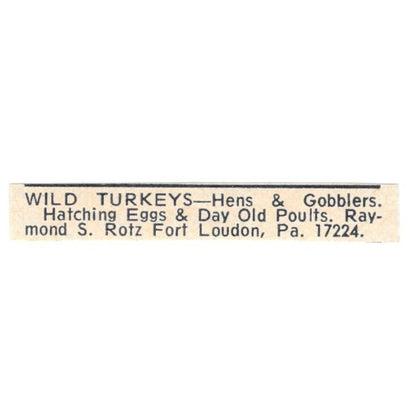 WILD TURKEYS—Hens & Gobblers.
Hatching Eggs & Day Old Poults. Ray-
mond S. Rotz Fort Loudon, Pa. 17224.